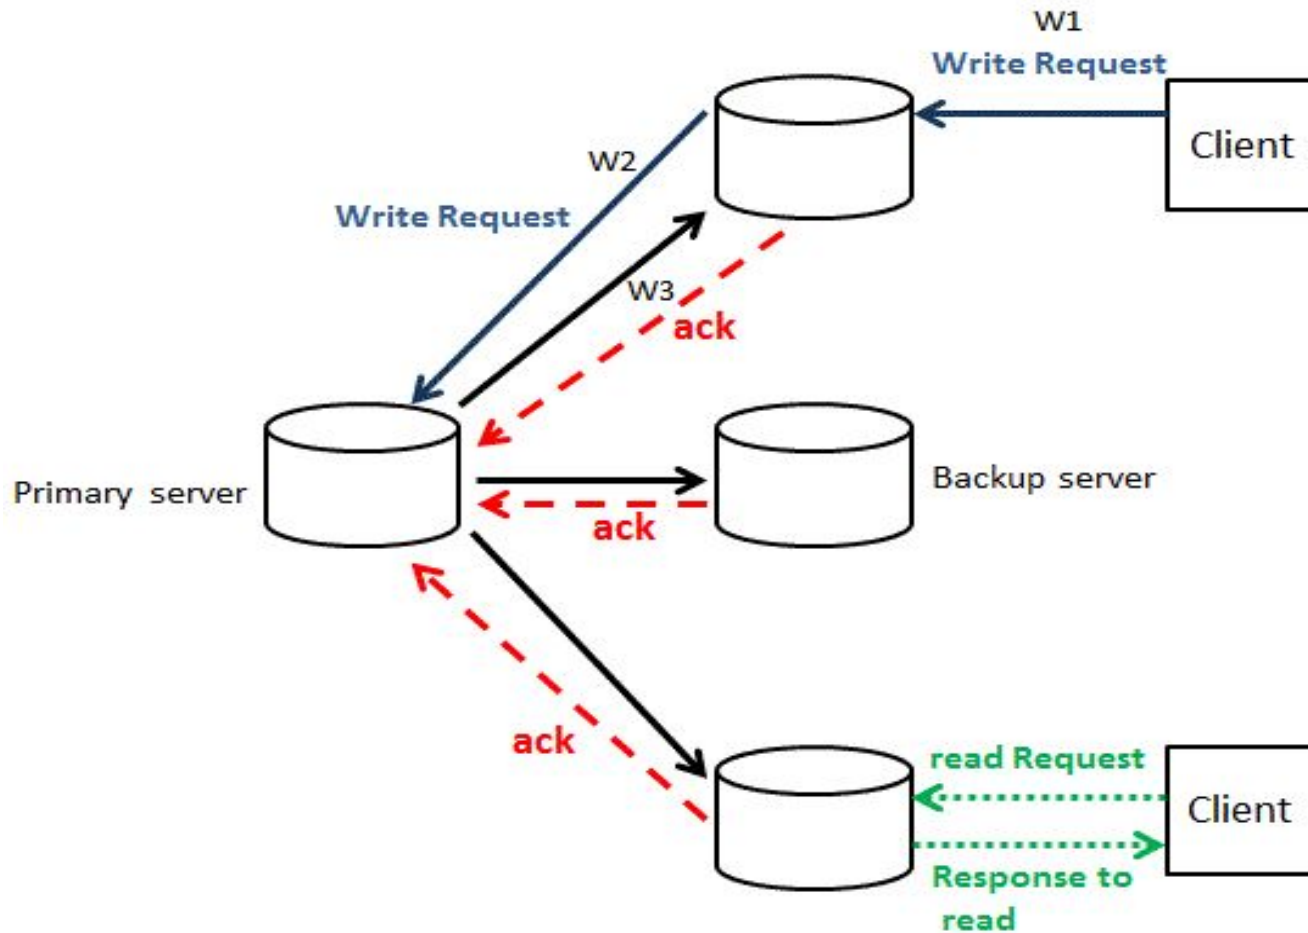 W1
Write Request
Client
W2
Write Request
W3
ack
Primary server
Backup server
ack
ack
read Request
Client
Response to
read